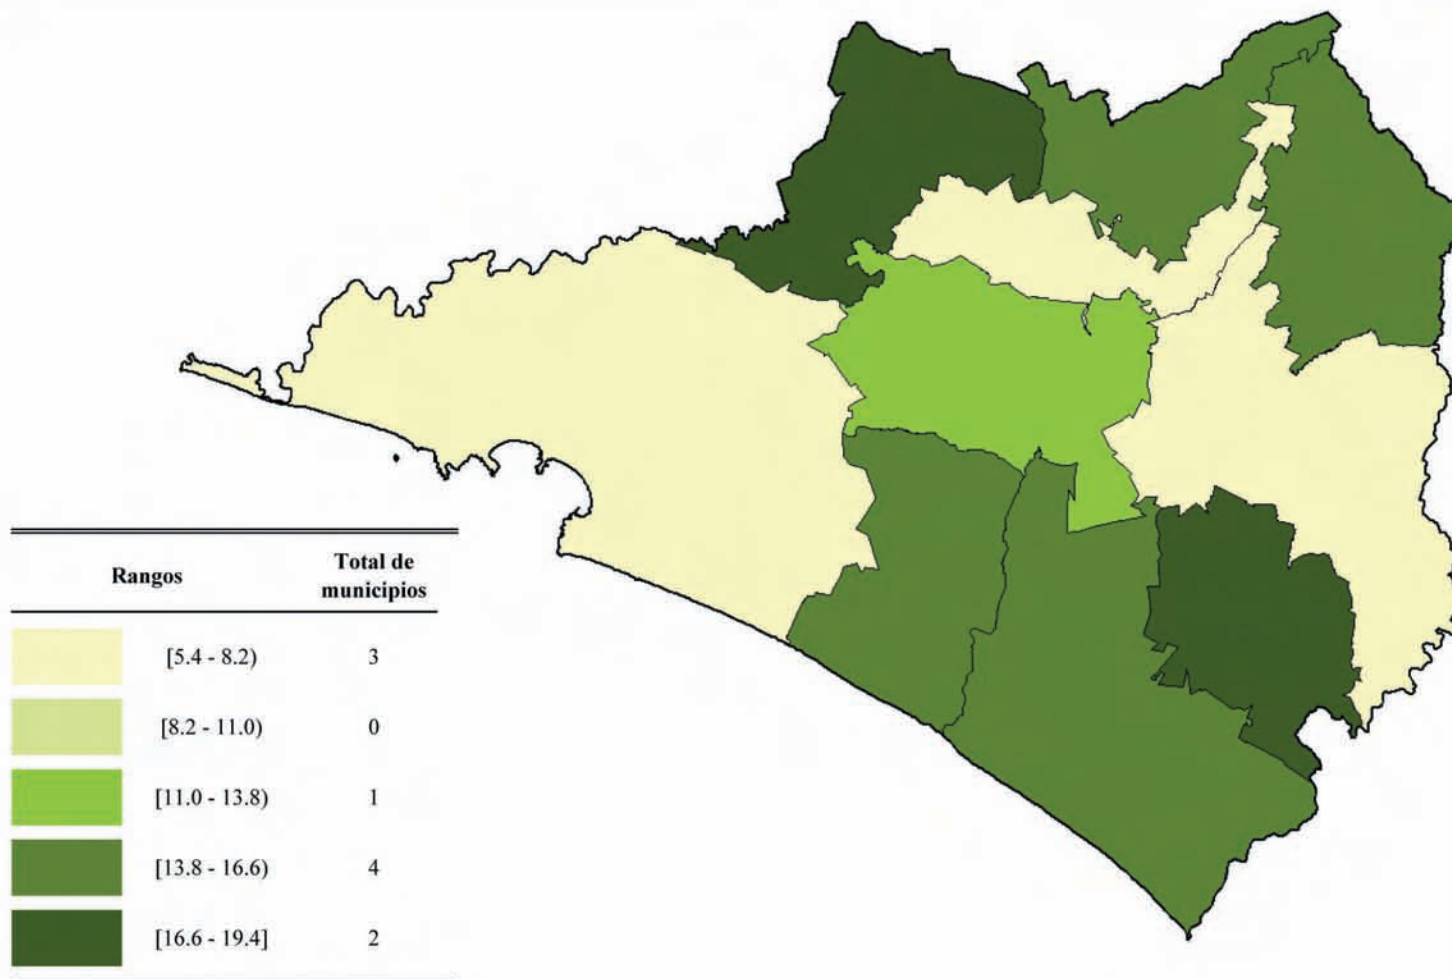 Rangos Total de
municipios
[5.4 - 8.2) 3
[8.2 - 11.0) 0
[11.0 - 13.8) 1
[13.8 - 16.6) 4
[16.6 - 19.4] 2